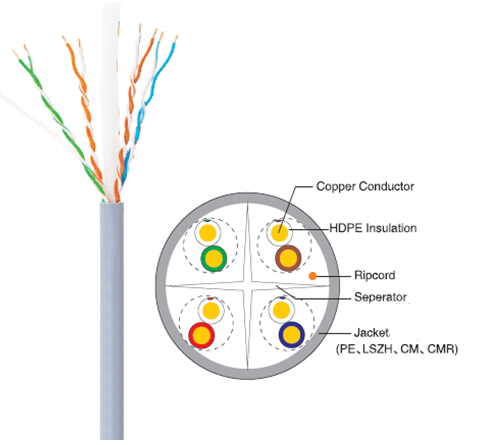 Copper Conductor
HDPE Insulation
Ripcord
Seperator
Jacket
(PE、LSZH、CM、CMR)